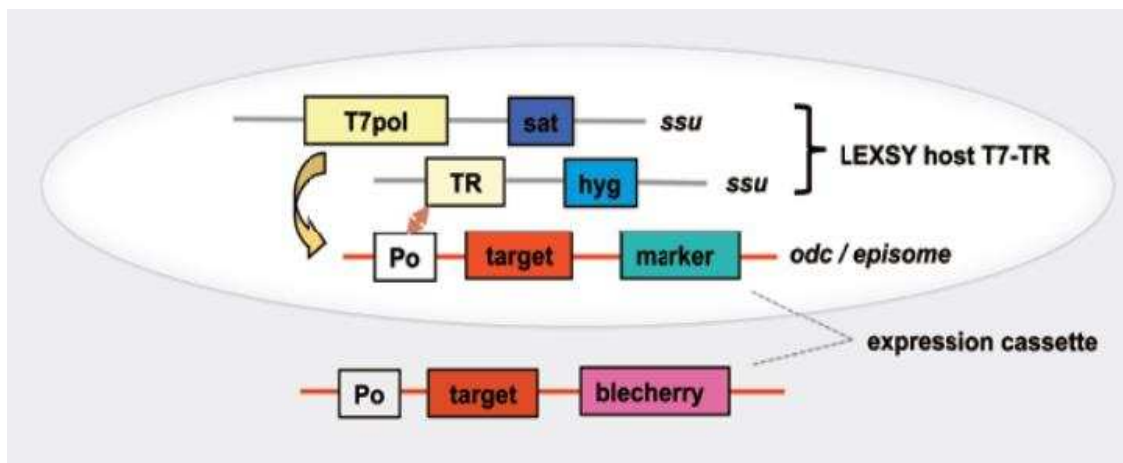 T7pol sat ssu
LEXSY host T7-TR
TR hyg ssu
Po target marker odc / episome
expression cassette
Po target blecherry